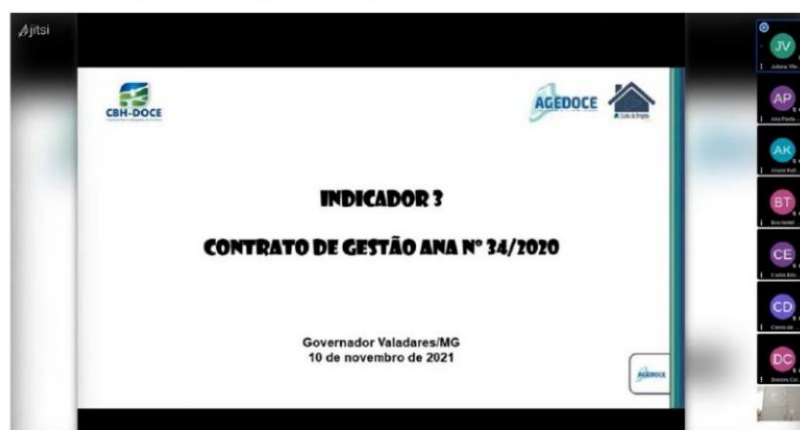 jitsi
CBH-DOCE
AGEDOCE
INDICADOR 3
CONTRATO DE GESTÃO ANA Nº 34/2020
Governador Valadares/MG
10 de novembro de 2021
AGEDOCE
JV
AP
AK
BT
CE
CD
DC